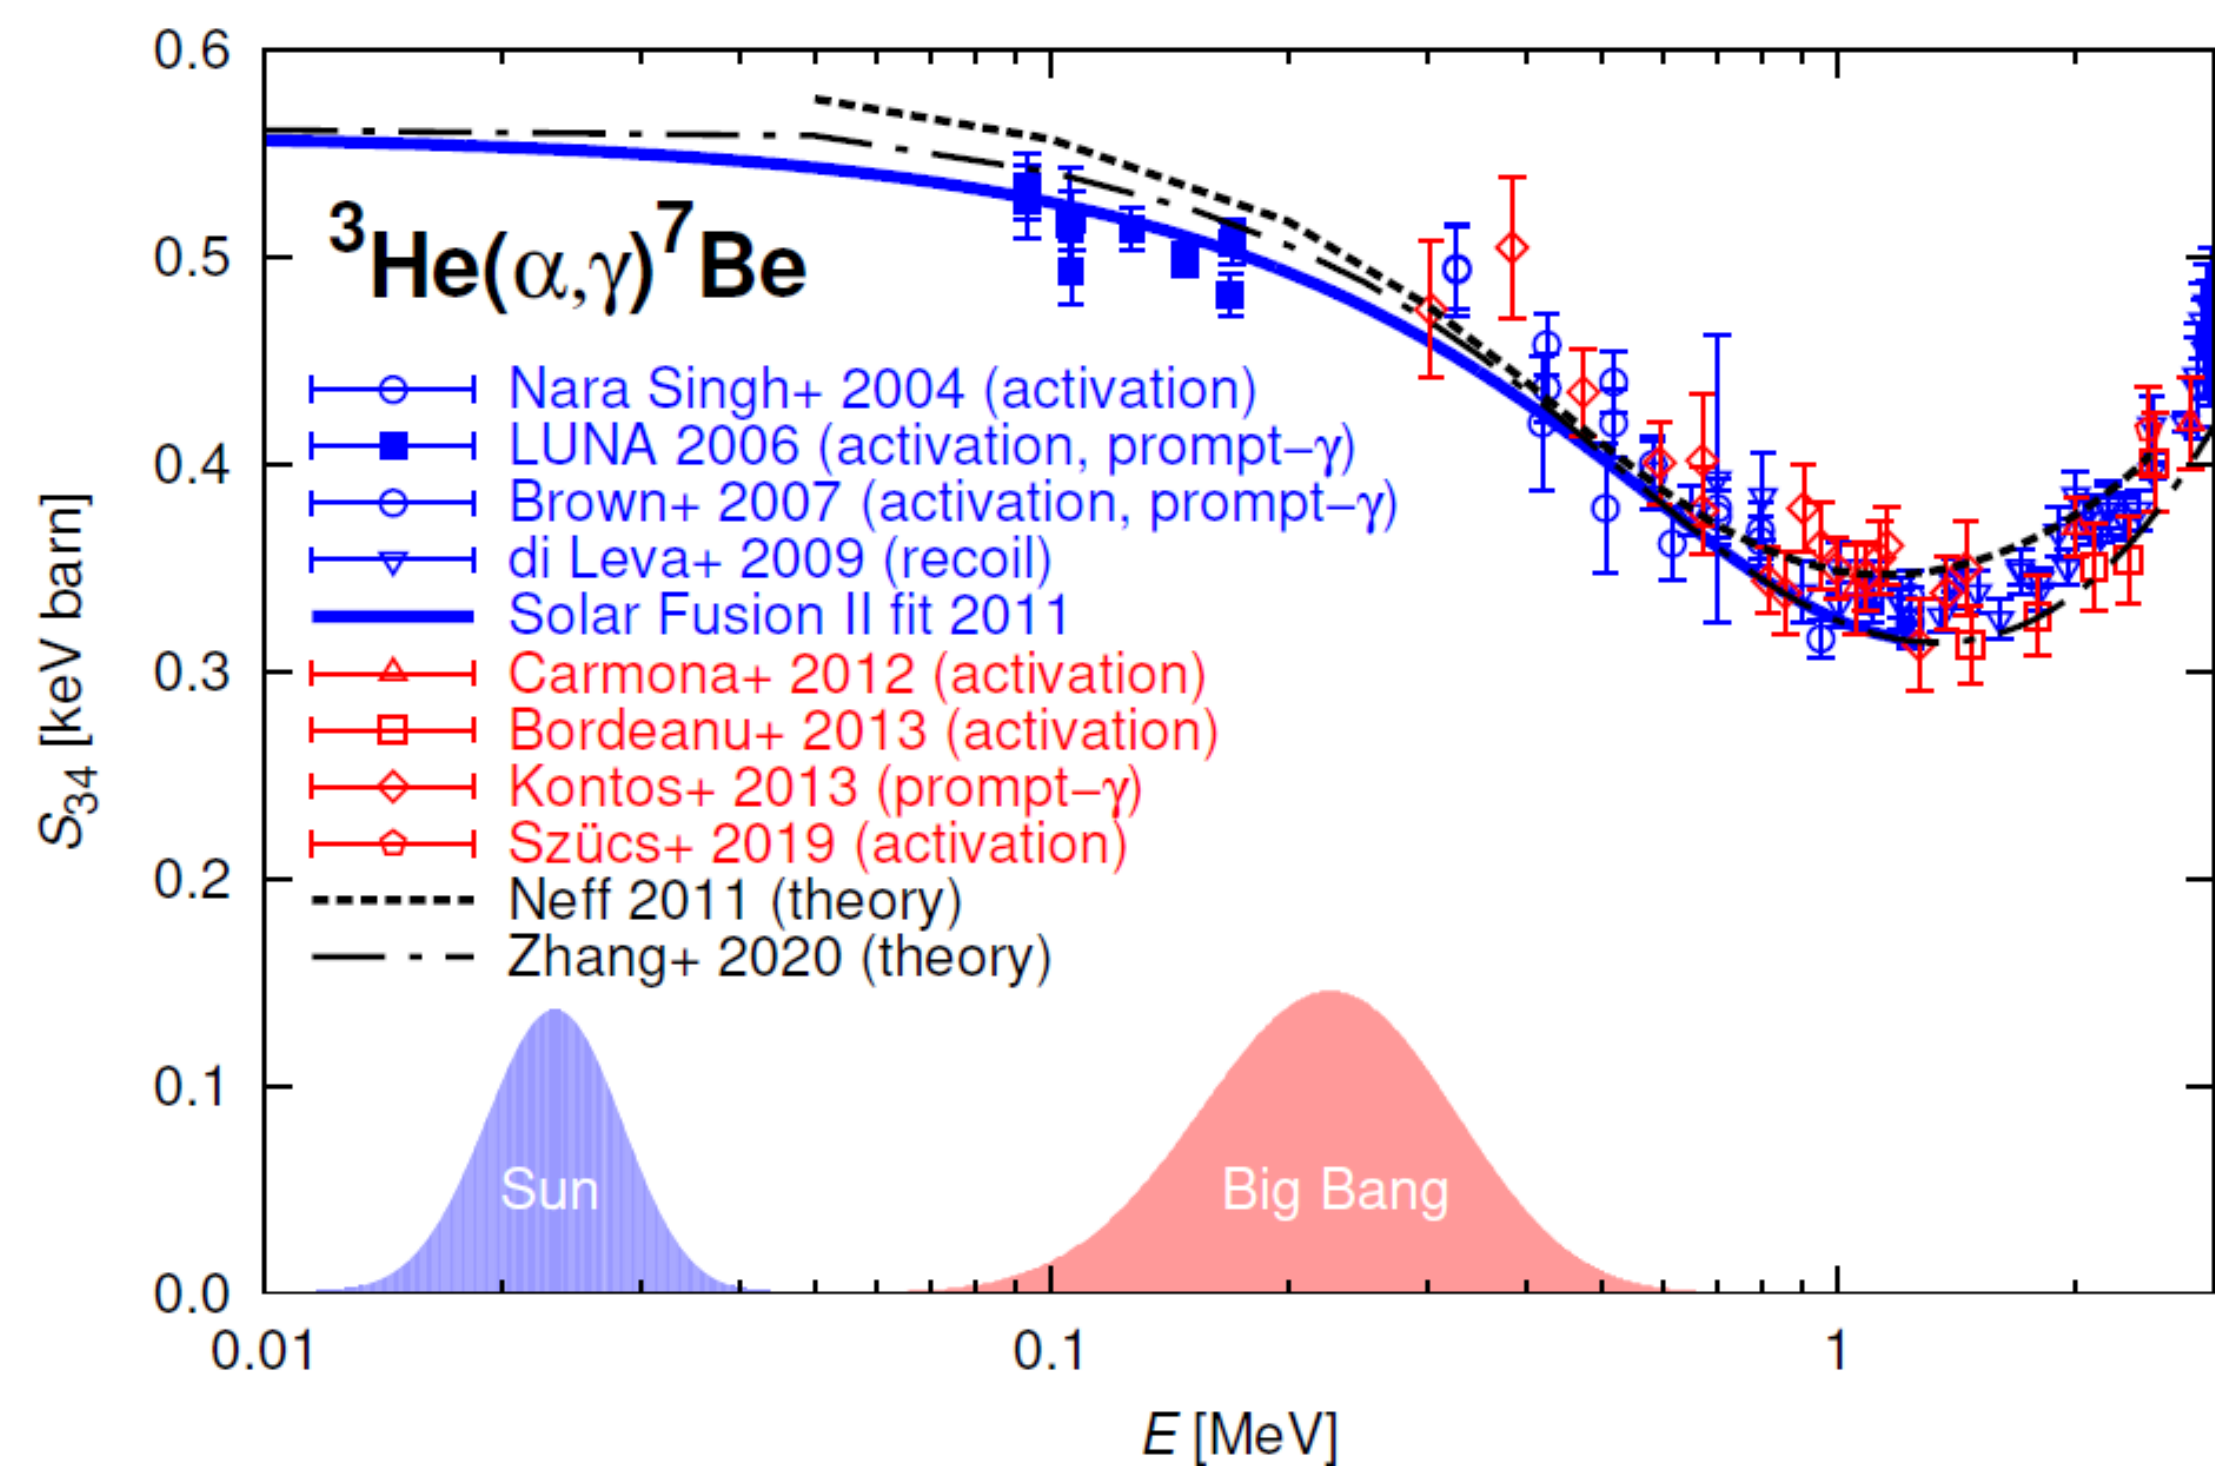 0.6
0.5
0.4
0.3
0.2
0.1
0.0
S₃₄ [keV barn]
³He(α,γ)⁷Be
Nara Singh+ 2004 (activation)
LUNA 2006 (activation, prompt−γ)
Brown+ 2007 (activation, prompt−γ)
di Leva+ 2009 (recoil)
Solar Fusion II fit 2011
Carmona+ 2012 (activation)
Bordeanu+ 2013 (activation)
Kontos+ 2013 (prompt−γ)
Szücs+ 2019 (activation)
Neff 2011 (theory)
Zhang+ 2020 (theory)
Sun
Big Bang
0.01
0.1
1
E [MeV]